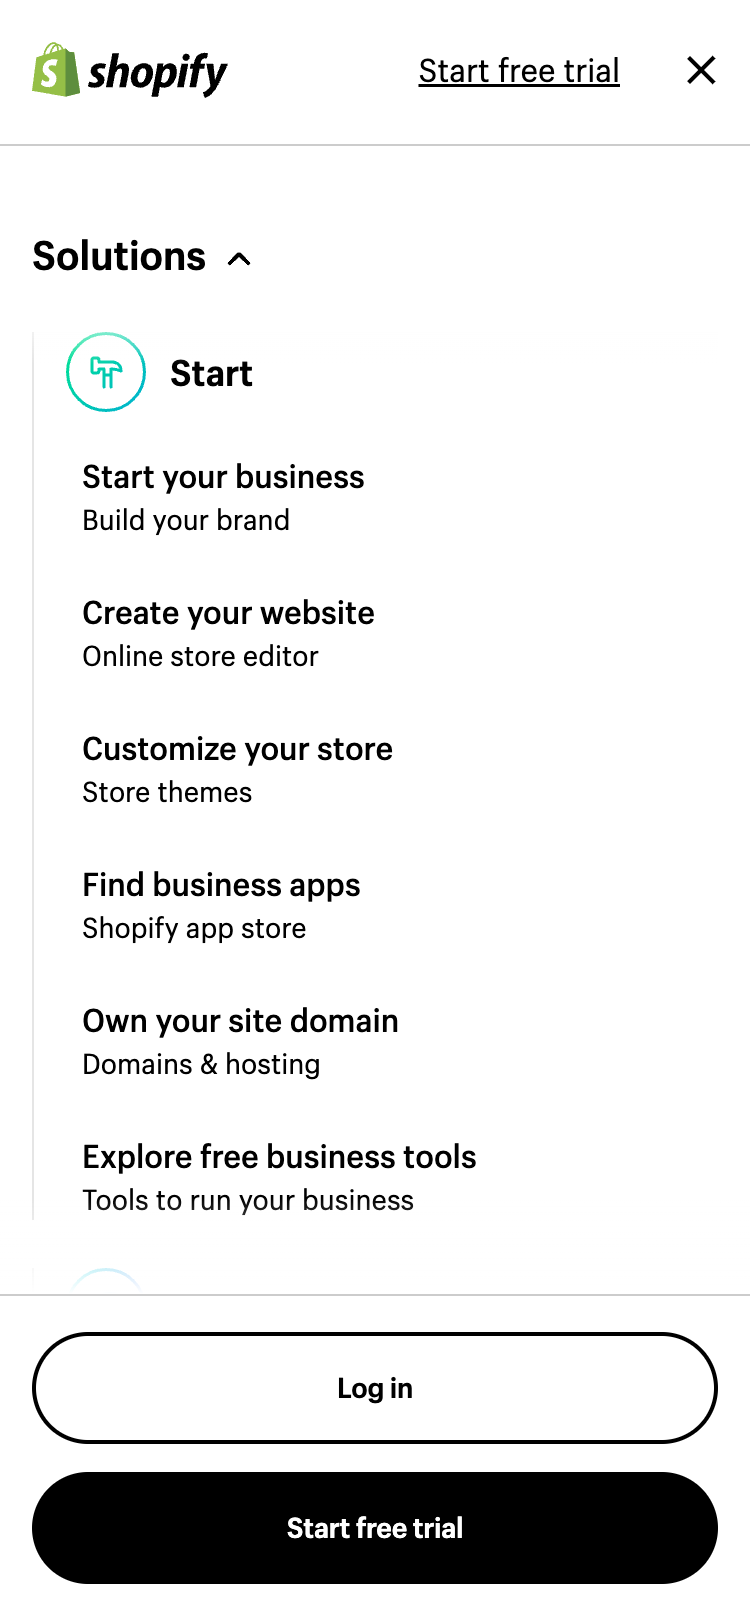 shopify
Start free trial
Solutions
Start
Start your business
Build your brand
Create your website
Online store editor
Customize your store
Store themes
Find business apps
Shopify app store
Own your site domain
Domains & hosting
Explore free business tools
Tools to run your business
Log in
Start free trial